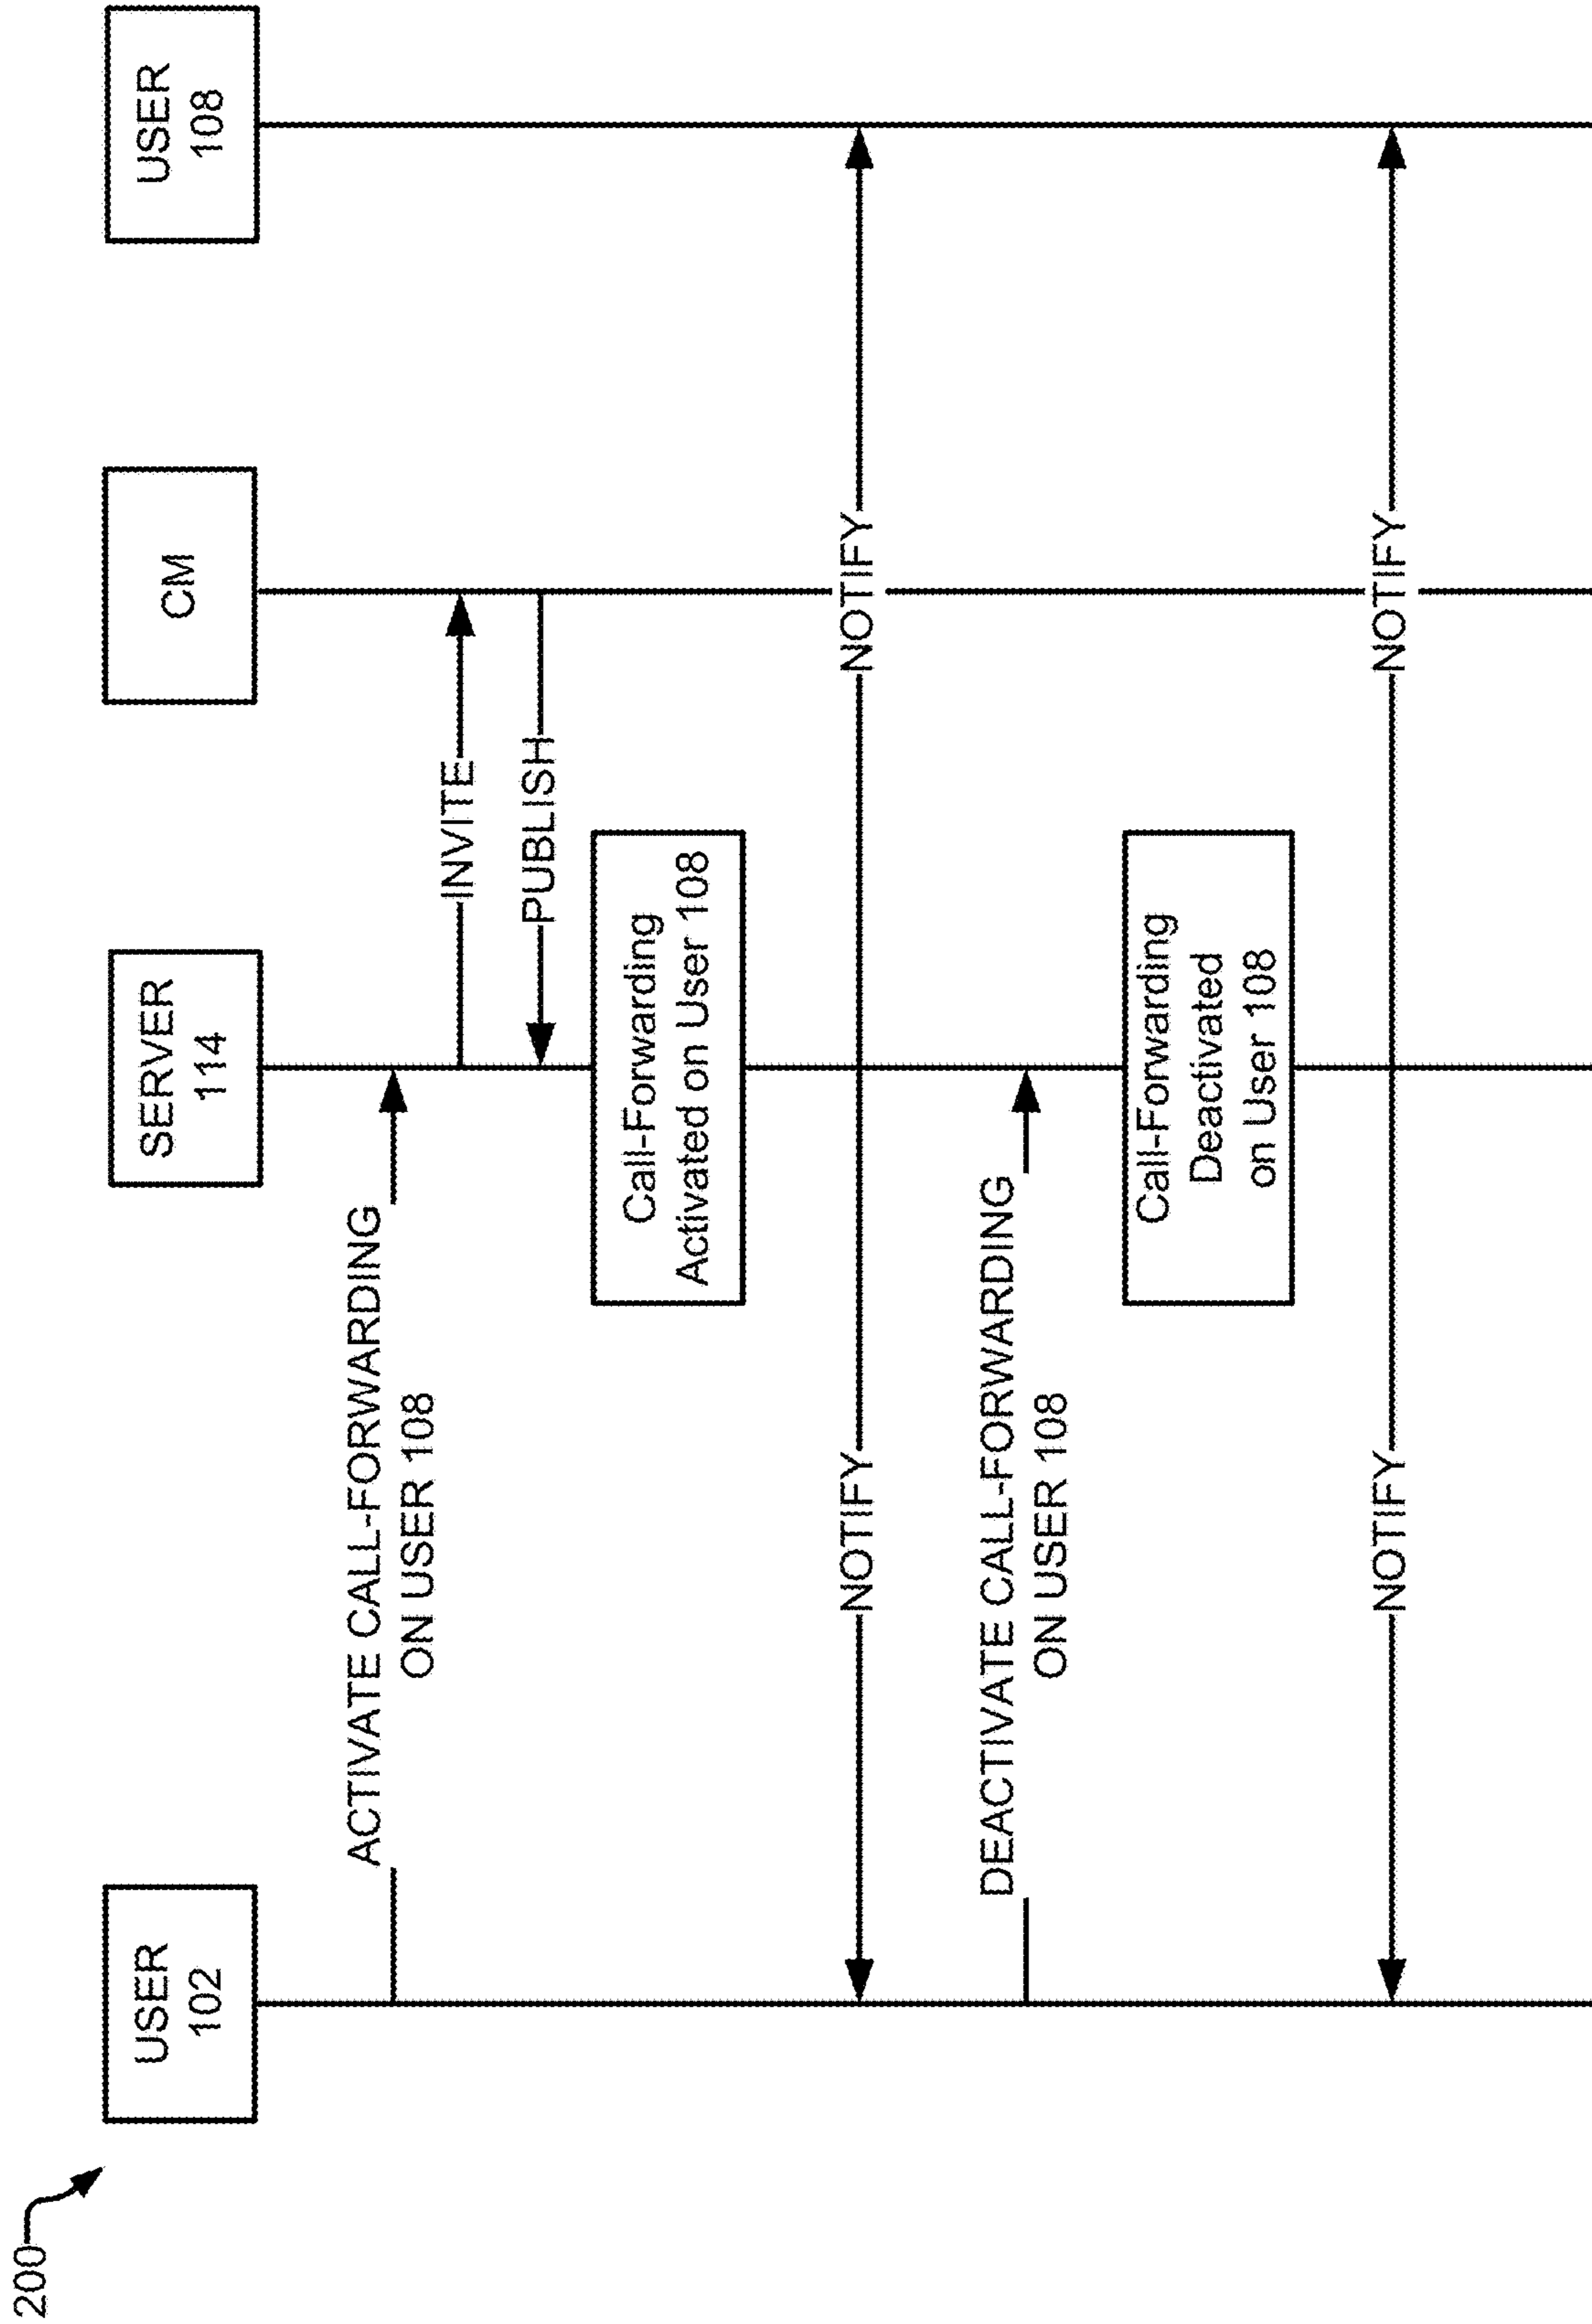 200
USER
102
SERVER
114
CM
USER
108
ACTIVATE CALL-FORWARDING
ON USER 108
INVITE
PUBLISH
Call-Forwarding
Activated on User 108
NOTIFY
NOTIFY
DEACTIVATE CALL-FORWARDING
ON USER 108
Call-Forwarding
Deactivated
on User 108
NOTIFY
NOTIFY